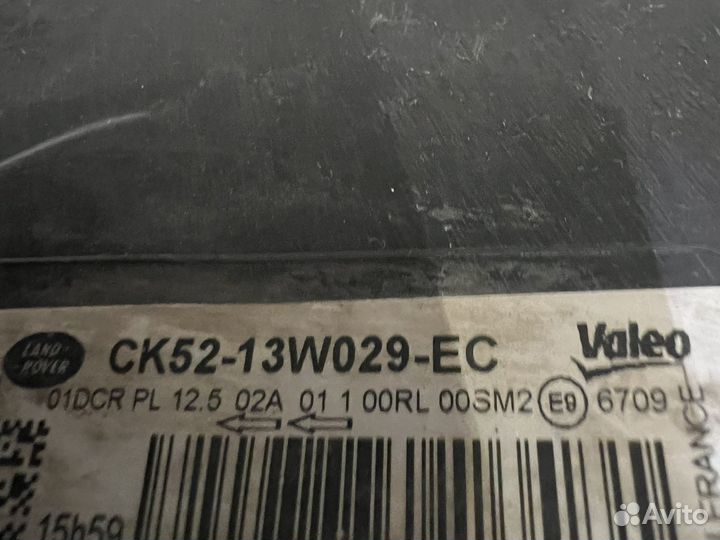 LAND-
ROVER
CK52-13W029-EC
Valeo
01DCR PL 12.5 02A 01 1 00RL 00SM2 E9 6709
FRANCE
15h59
Avito